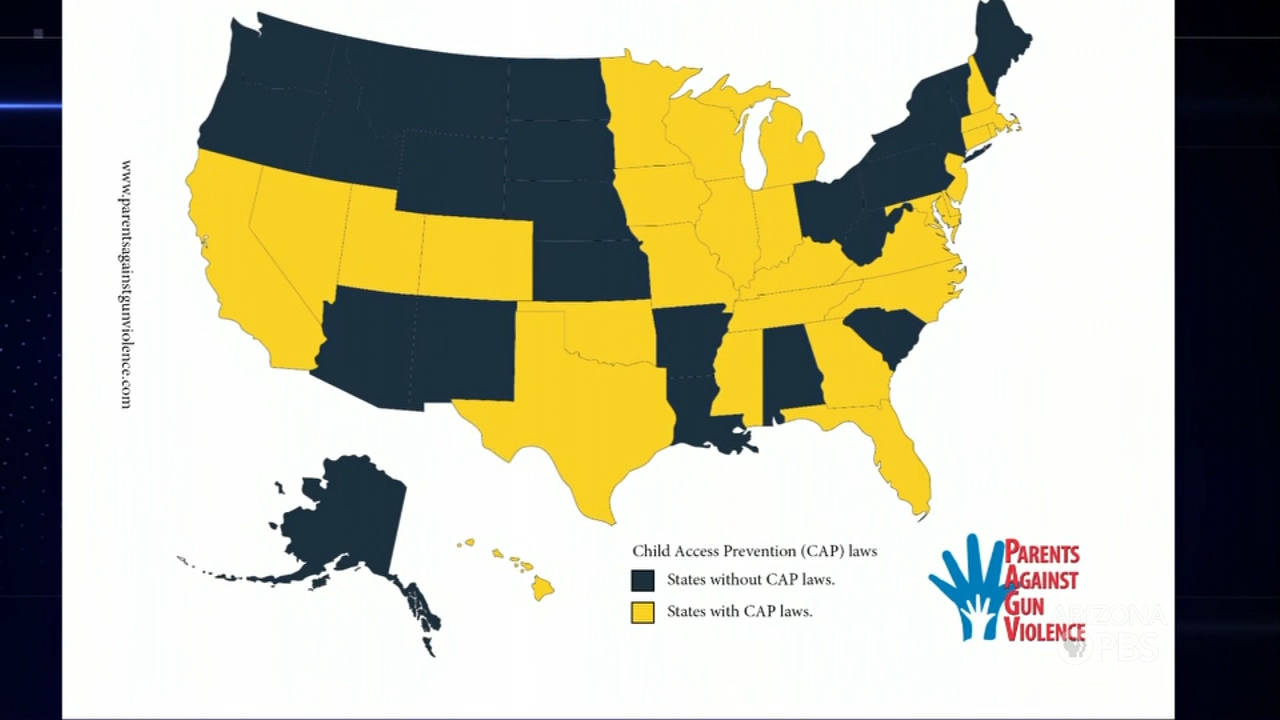 www.parentsagainstgunviolence.com
Child Access Prevention (CAP) laws
States without CAP laws.
States with CAP laws.
PARENTS
AGAINST
GUN
VIOLENCE
ARIZONA
PBS